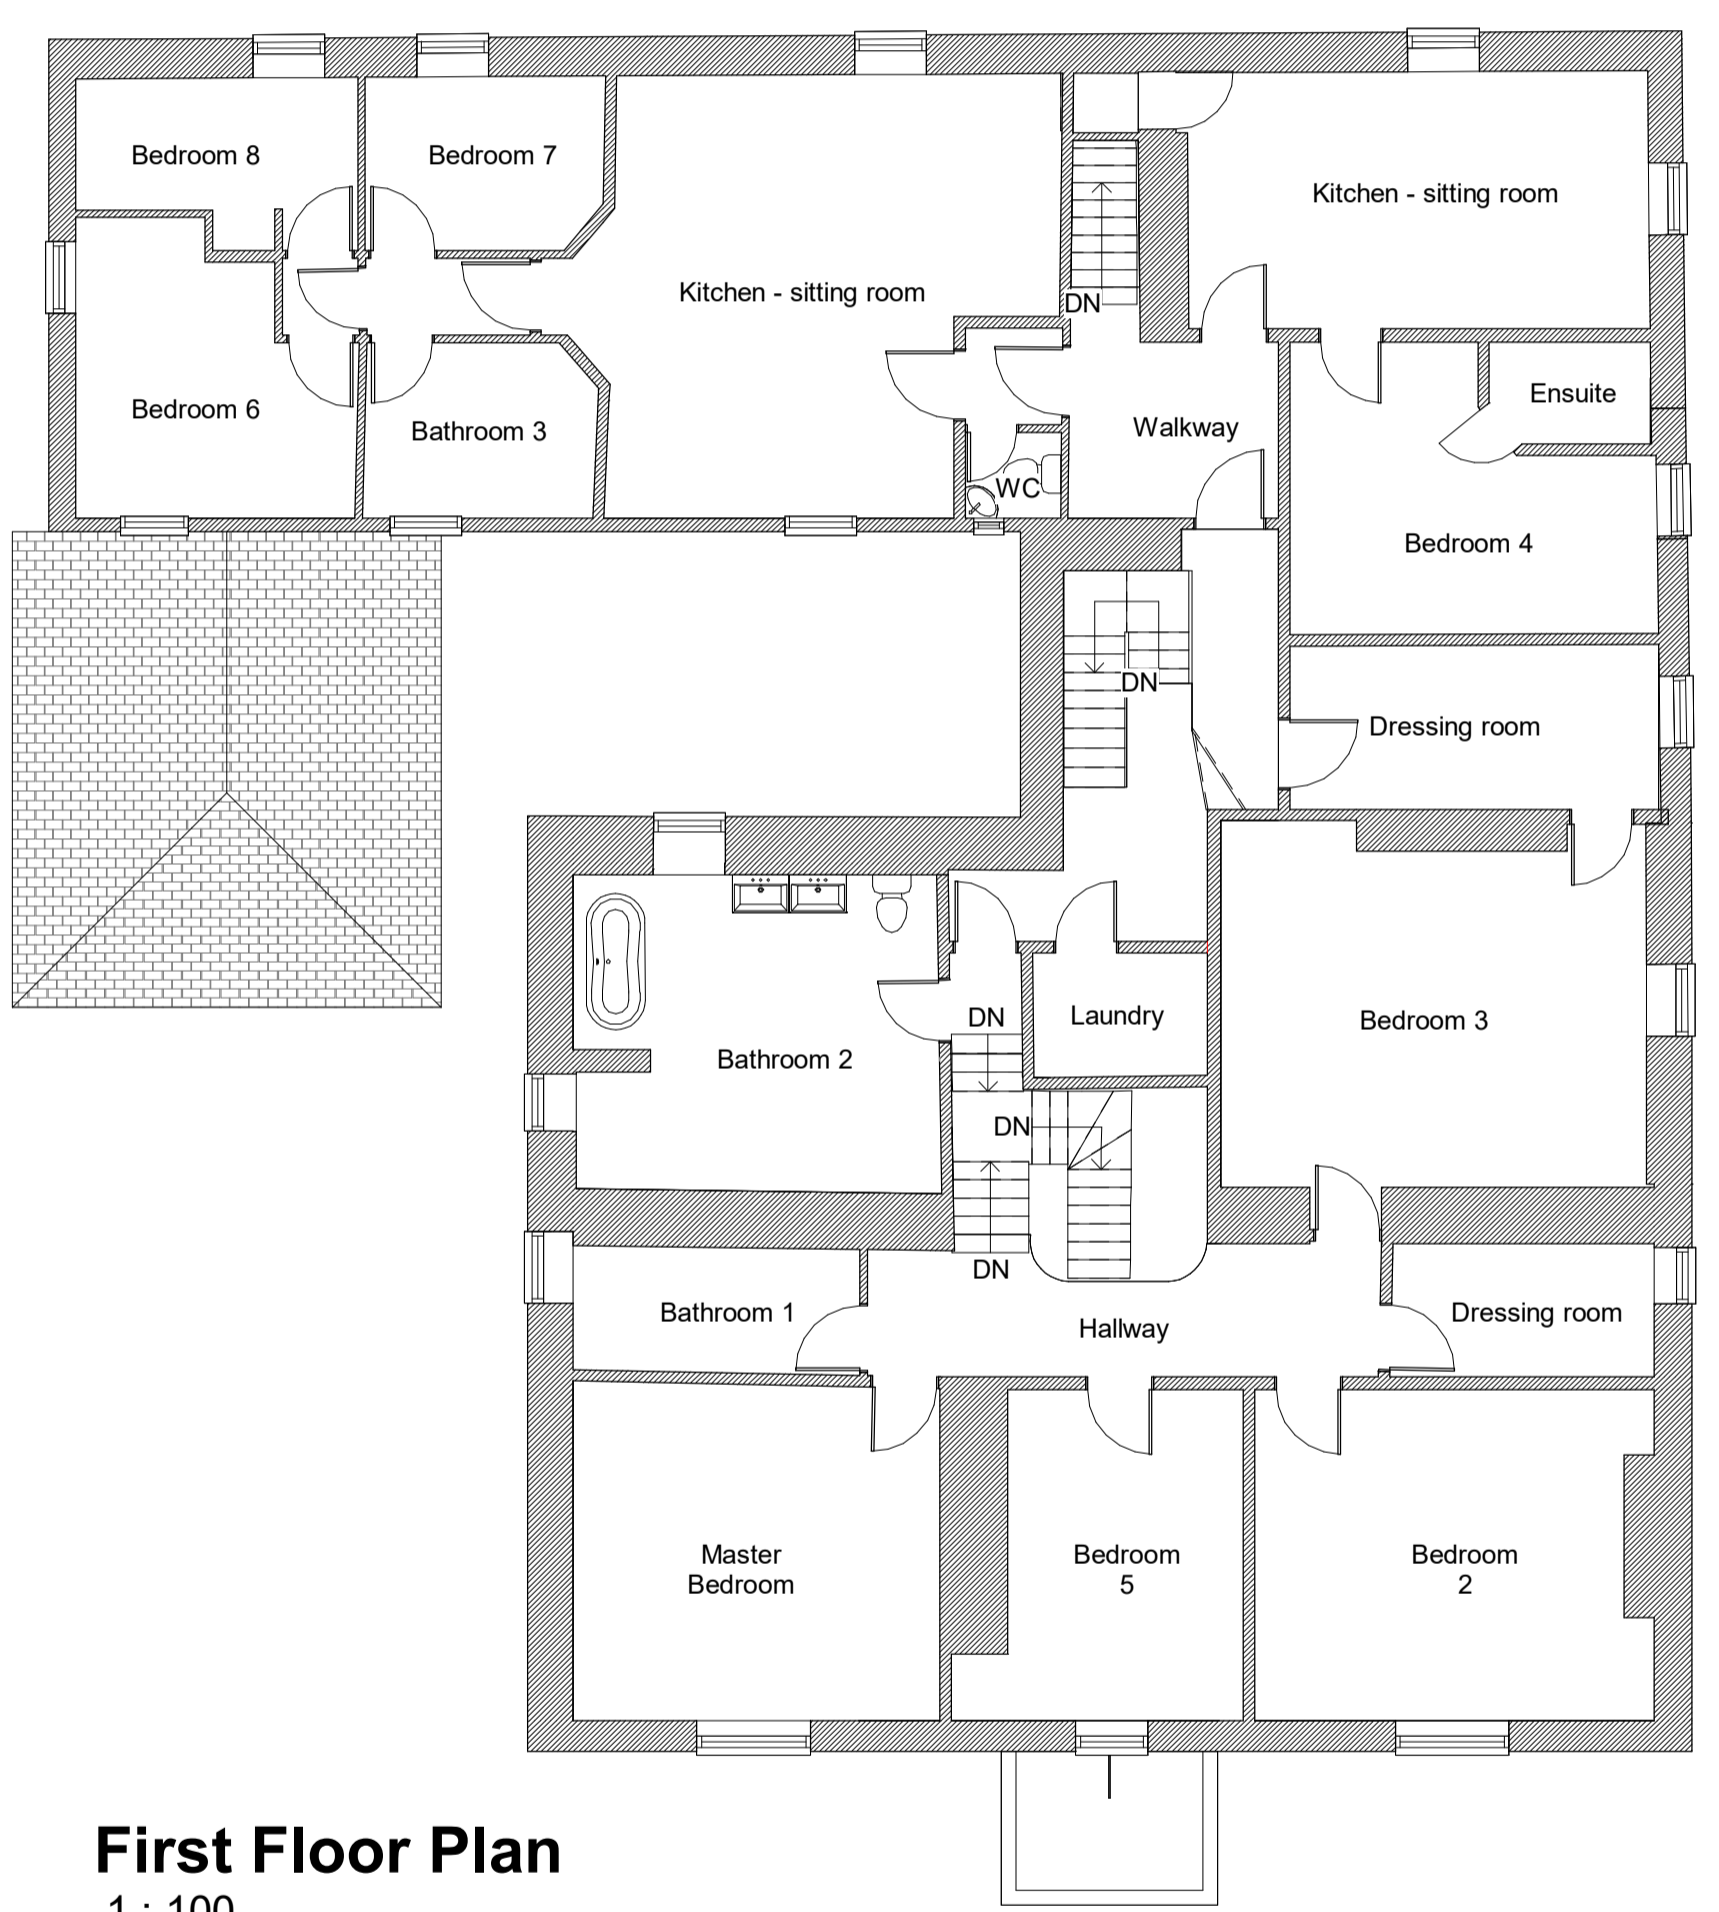 Bedroom 8
Bedroom 7
Kitchen - sitting room
Kitchen - sitting room
DN
Bedroom 6
Bathroom 3
Walkway
Ensuite
WC
Bedroom 4
DN
Dressing room
Bathroom 2
DN
Laundry
Bedroom 3
DN
DN
Bathroom 1
Hallway
Dressing room
Master
Bedroom
Bedroom
5
Bedroom
2
First Floor Plan
1 : 100